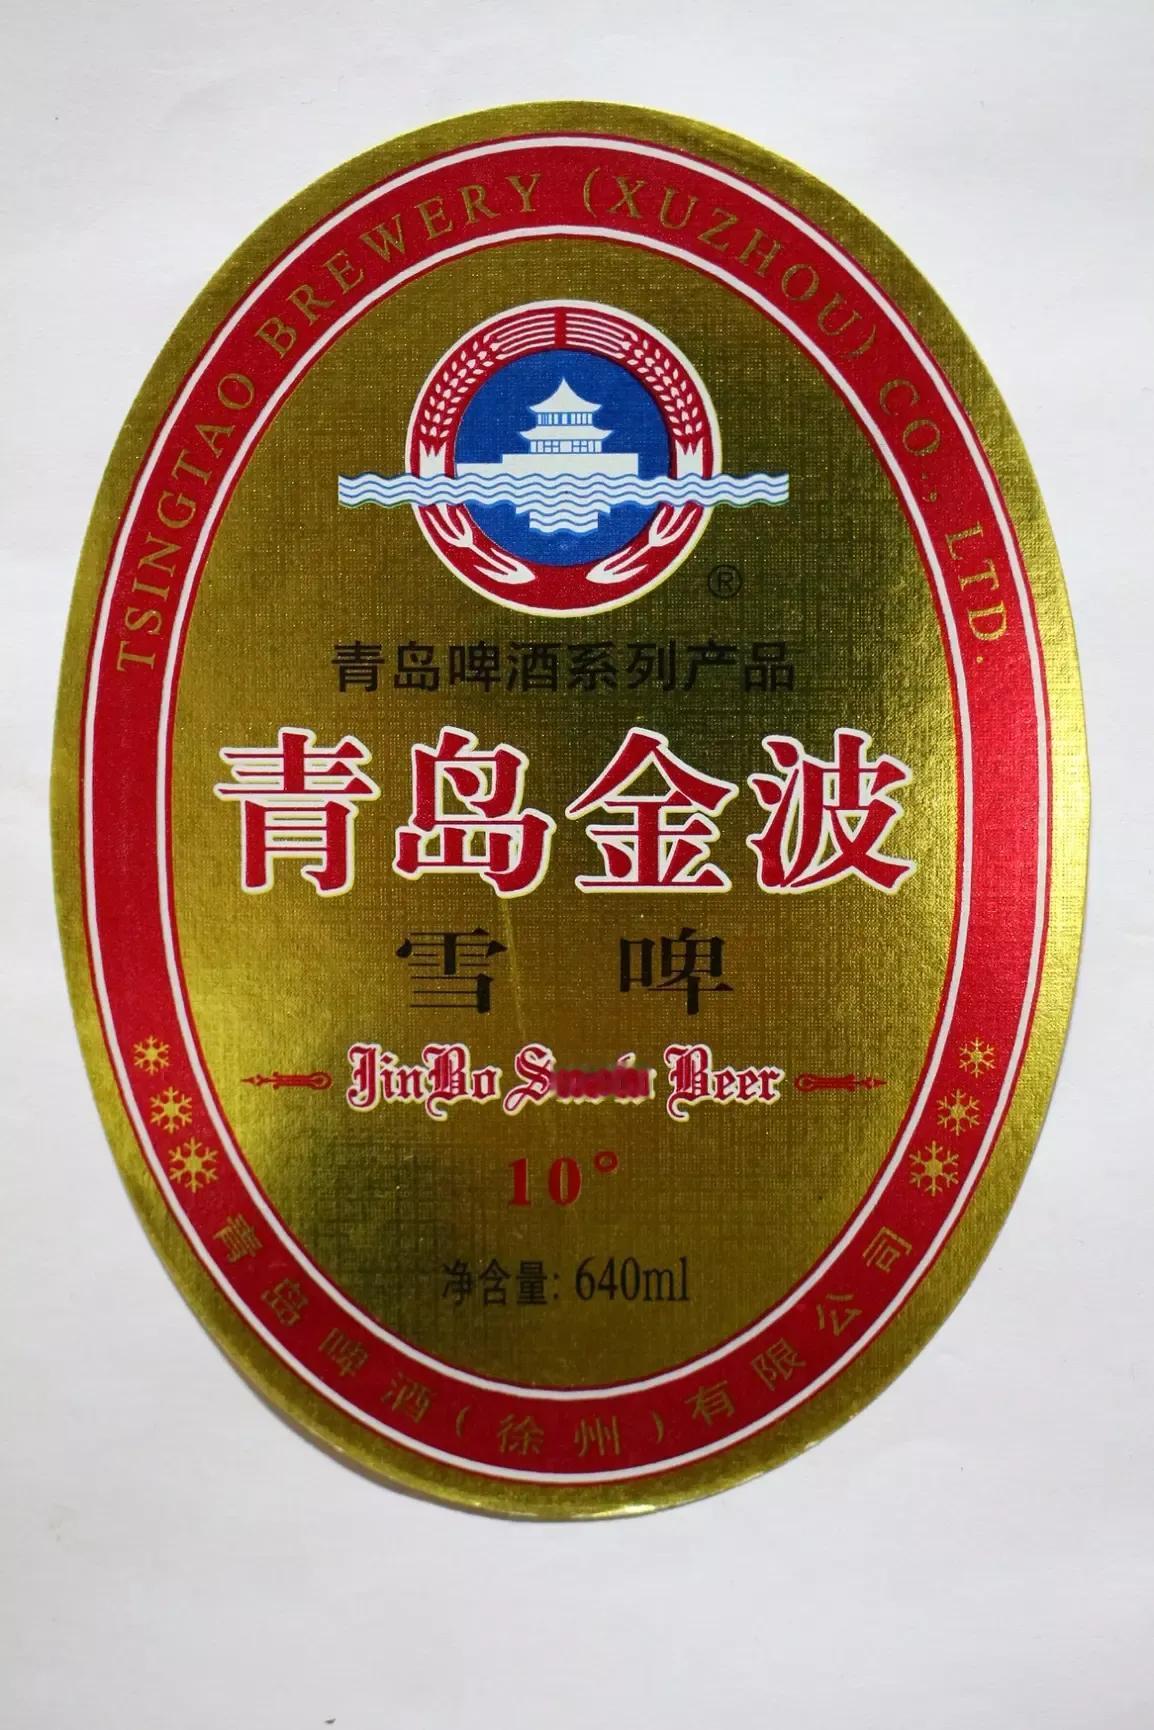 TSINGTAO BREWERY (XUZHOU) CO., LTD.
®
青岛啤酒系列产品
青岛金波
雪啤
JinBo Beer
10°
净含量: 640ml
青岛啤酒(徐州)有限公司